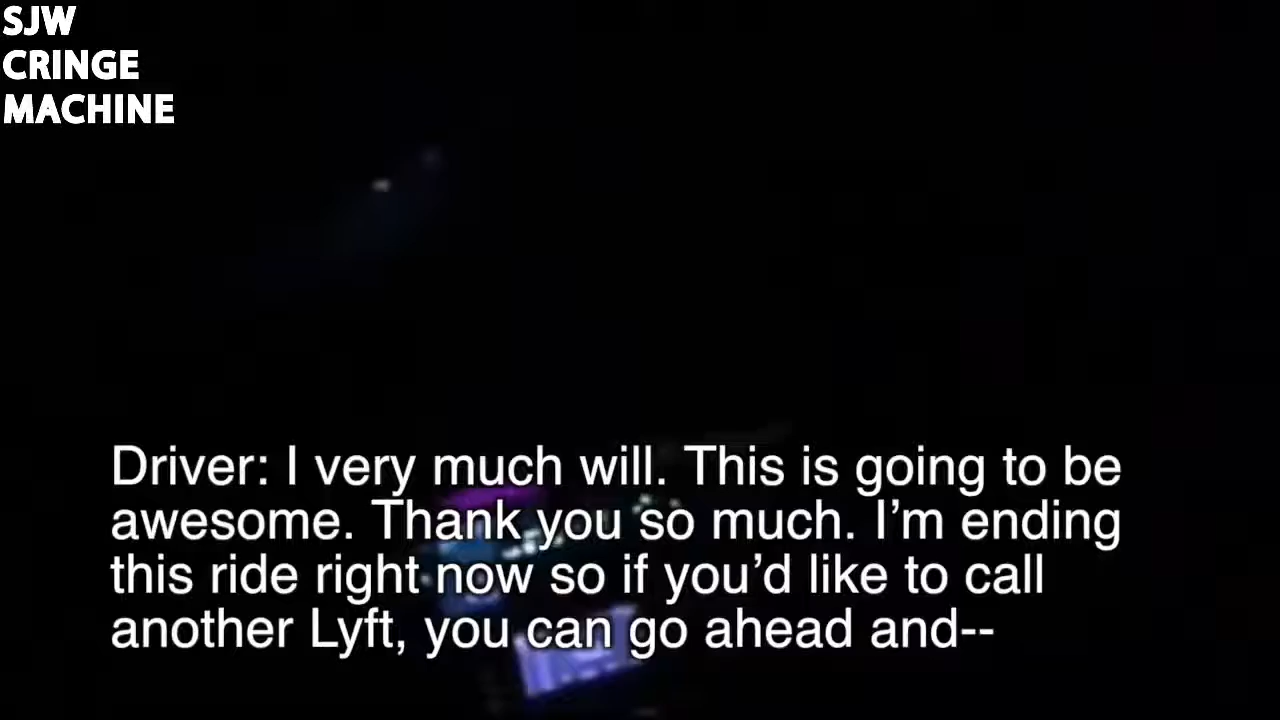 SJW
CRINGE
MACHINE
Driver: I very much will. This is going to be
awesome. Thank you so much. I’m ending
this ride right now so if you’d like to call
another Lyft, you can go ahead and--